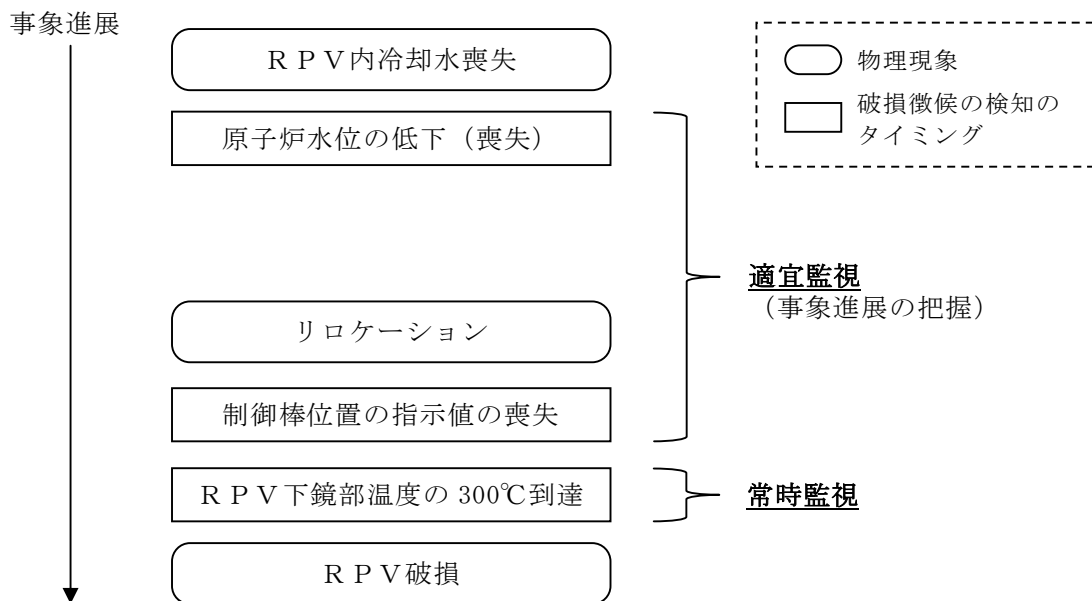 事象進展
ＲＰＶ内冷却水喪失
原子炉水位の低下（喪失）
リロケーション
制御棒位置の指示値の喪失
ＲＰＶ下鏡部温度の 300℃到達
ＲＰＶ破損
物理現象
破損徴候の検知の
タイミング
適宜監視
（事象進展の把握）
常時監視